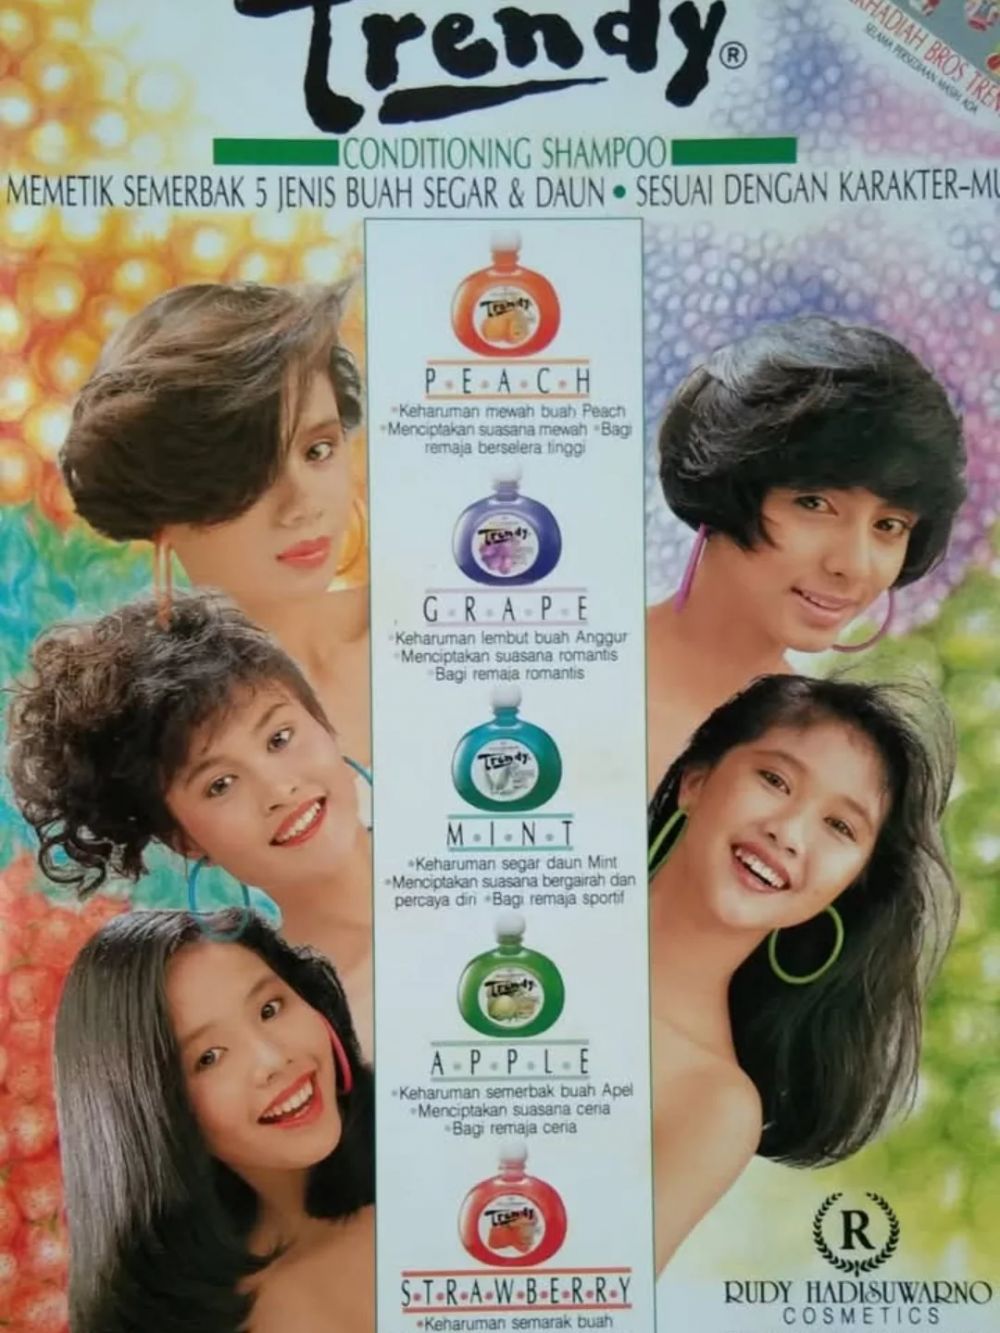 Trendy®
BERHADIAH BROS TREN
SELAMA PERSEDIAAN MASIH ADA
CONDITIONING SHAMPOO
MEMETIK SEMERBAK 5 JENIS BUAH SEGAR & DAUN • SESUAI DENGAN KARAKTER-MU
Trendy
P•E•A•C•H
•Keharuman mewah buah Peach
•Menciptakan suasana mewah •Bagi
remaja berselera tinggi
Trendy
G•R•A•P•E
•Keharuman lembut buah Anggur
•Menciptakan suasana romantis
•Bagi remaja romantis
Trendy
M•I•N•T
•Keharuman segar daun Mint
•Menciptakan suasana bergairah dan
percaya diri •Bagi remaja sportif
Trendy
A•P•P•L•E
•Keharuman semerbak buah Apel
•Menciptakan suasana ceria
•Bagi remaja ceria
Trendy
S•T•R•A•W•B•E•R•R•Y
•Keharuman semarak buah
R
RUDY HADISUWARNO
COSMETICS